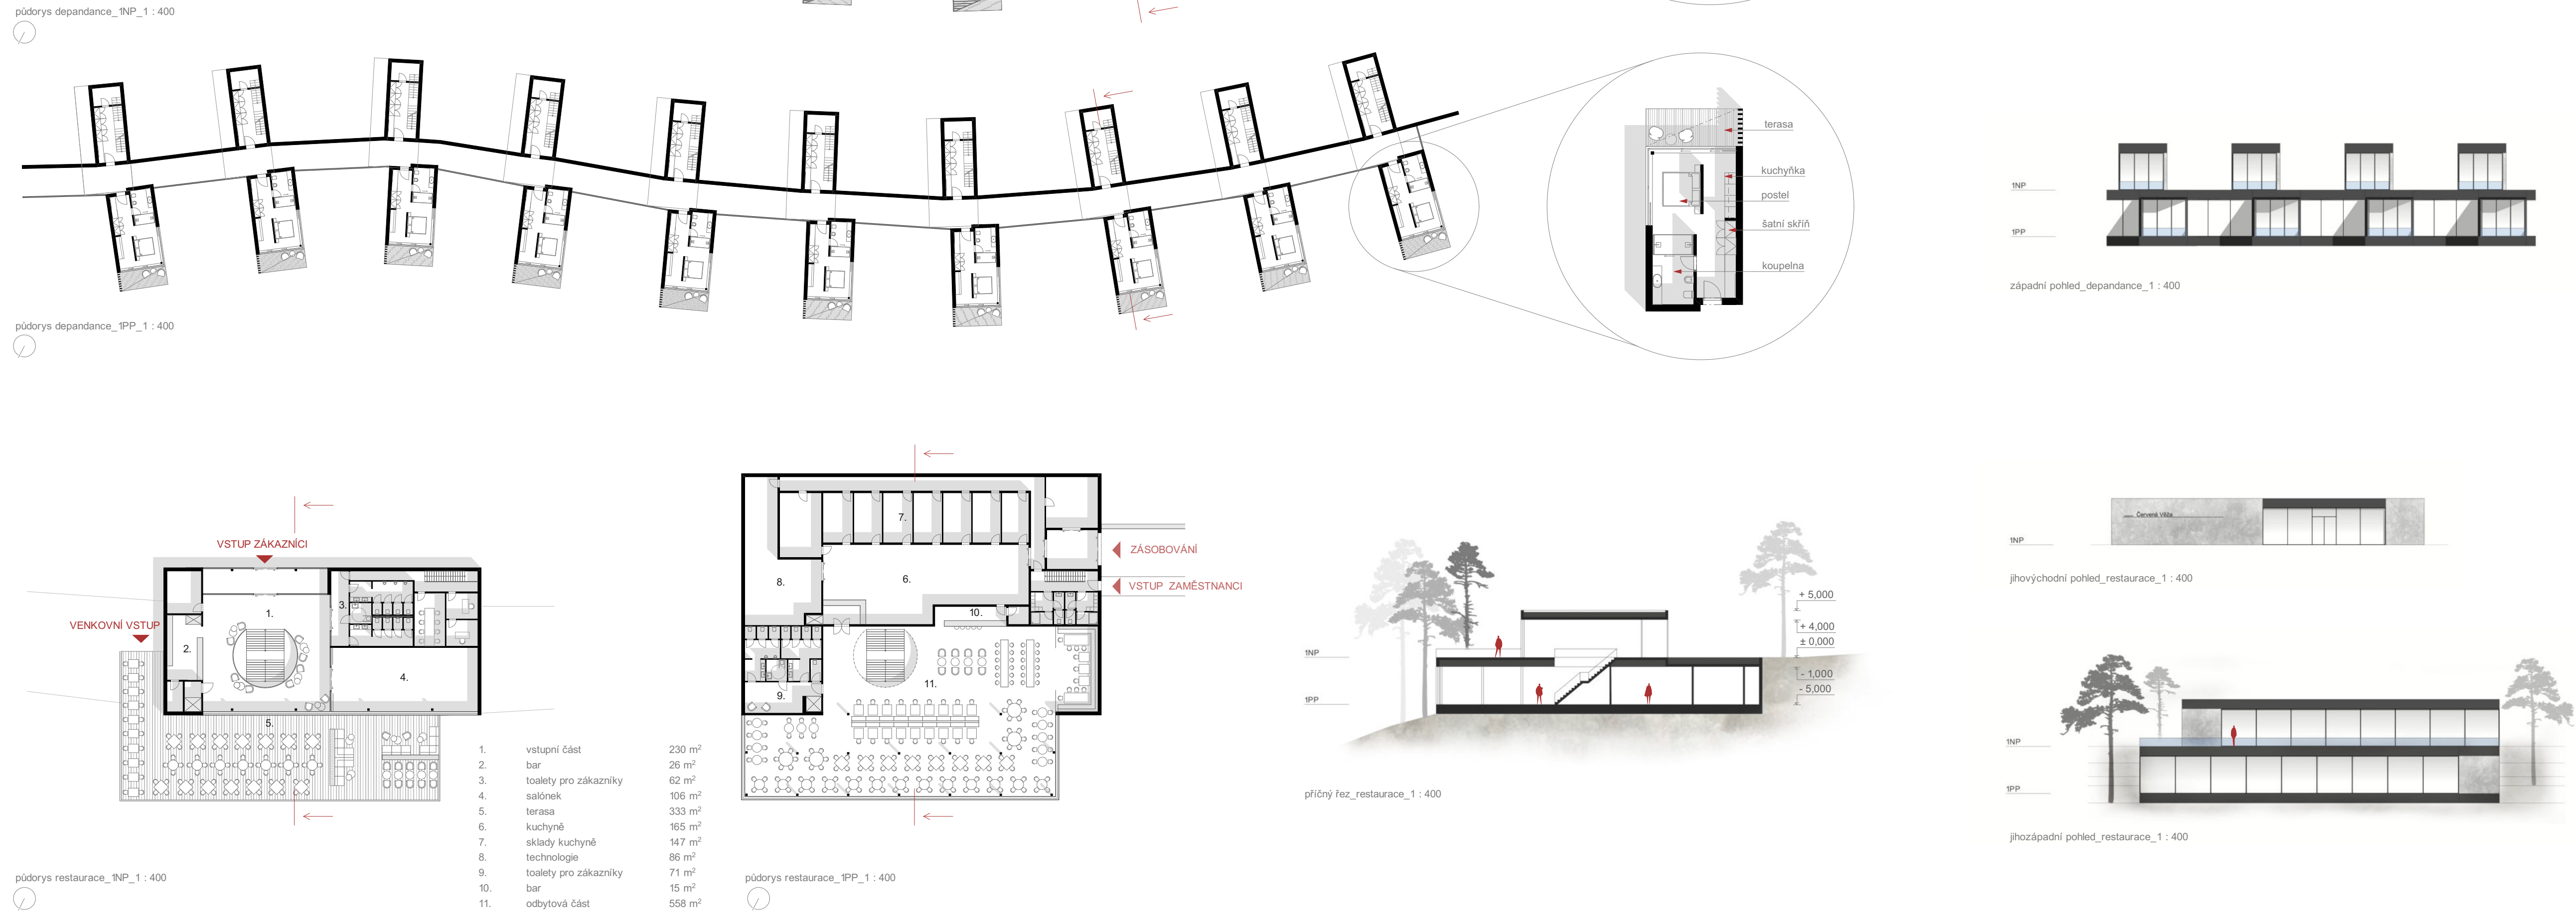 půdorys depandance_1NP_1 : 400
terasa
kuchyňka
postel
šatní skříň
koupelna
1NP
1PP
západní pohled_depandance_1 : 400
půdorys depandance_1PP_1 : 400
VSTUP ZÁKAZNÍCI
VENKOVNÍ VSTUP
1.
2.
3.
4.
5.
půdorys restaurace_1NP_1 : 400
1. vstupní část 230 m²
2. bar 26 m²
3. toalety pro zákazníky 62 m²
4. salónek 106 m²
5. terasa 333 m²
6. kuchyně 165 m²
7. sklady kuchyně 147 m²
8. technologie 86 m²
9. toalety pro zákazníky 71 m²
10. bar 15 m²
11. odbytová část 558 m²
7.
8.
6.
10.
11.
9.
ZÁSOBOVÁNÍ
VSTUP ZAMĚSTNANCI
půdorys restaurace_1PP_1 : 400
+ 5,000
+ 4,000
± 0,000
- 1,000
- 5,000
1NP
1PP
příčný řez_restaurace_1 : 400
Červená Věža
1NP
jihovýchodní pohled_restaurace_1 : 400
1NP
1PP
jihozápadní pohled_restaurace_1 : 400